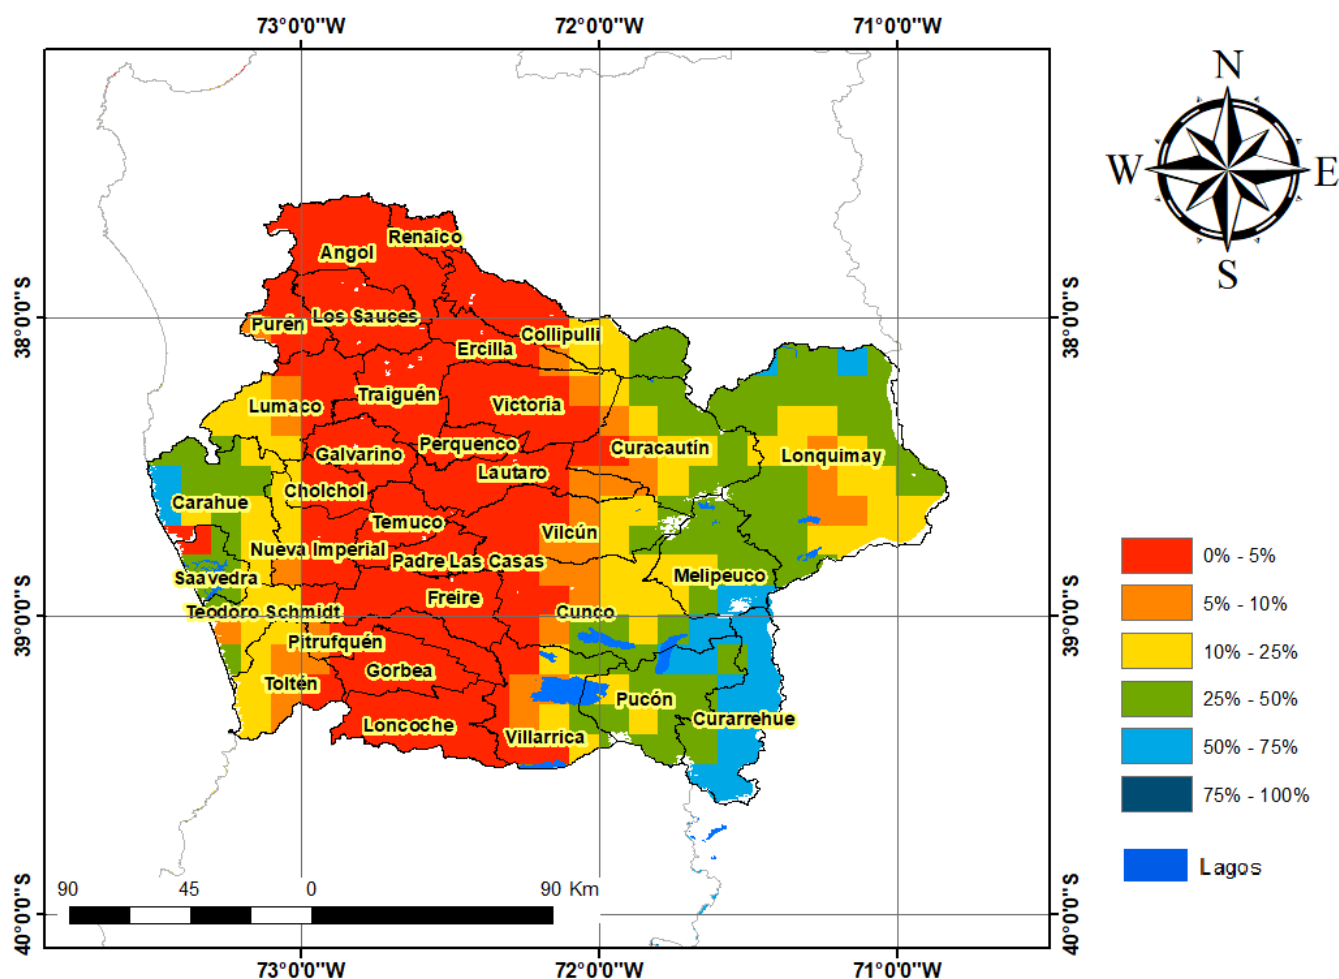 73°0'0"W 72°0'0"W 71°0'0"W
N
W E
S
38°0'0"S
39°0'0"S
40°0'0"S
38°0'0"S
39°0'0"S
40°0'0"S
Renaico
Angol
Los Sauces
Purén
Collipulli
Ercilla
Traiguén
Lumaco
Victoria
Perquenco
Curacautín
Galvarino
Lonquimay
Lautaro
Cholchol
Carahue
Temuco
Vilcún
Nueva Imperial
Padre Las Casas
Saavedra
Melipeuco
Freire
Teodoro Schmidt
Cunco
Pitrufquén
Gorbea
Toltén
Pucón
Curarrehue
Loncoche
Villarrica
0% - 5%
5% - 10%
10% - 25%
25% - 50%
50% - 75%
75% - 100%
Lagos
90 45 0 90 Km
73°0'0"W 72°0'0"W 71°0'0"W